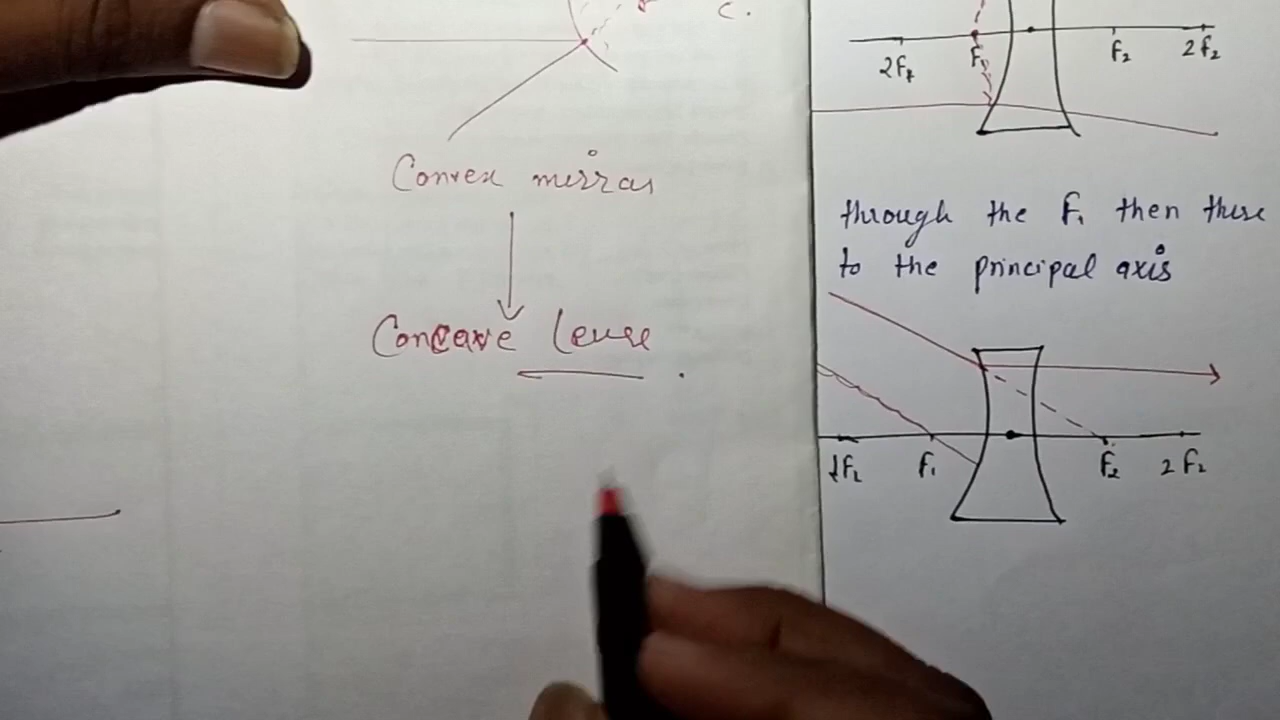 C.
Convex mirror
Concave lense
2F₁ F₁ F₂ 2F₂
through the F₁ then there
to the principal axis
F₁ F₂ 2F₂